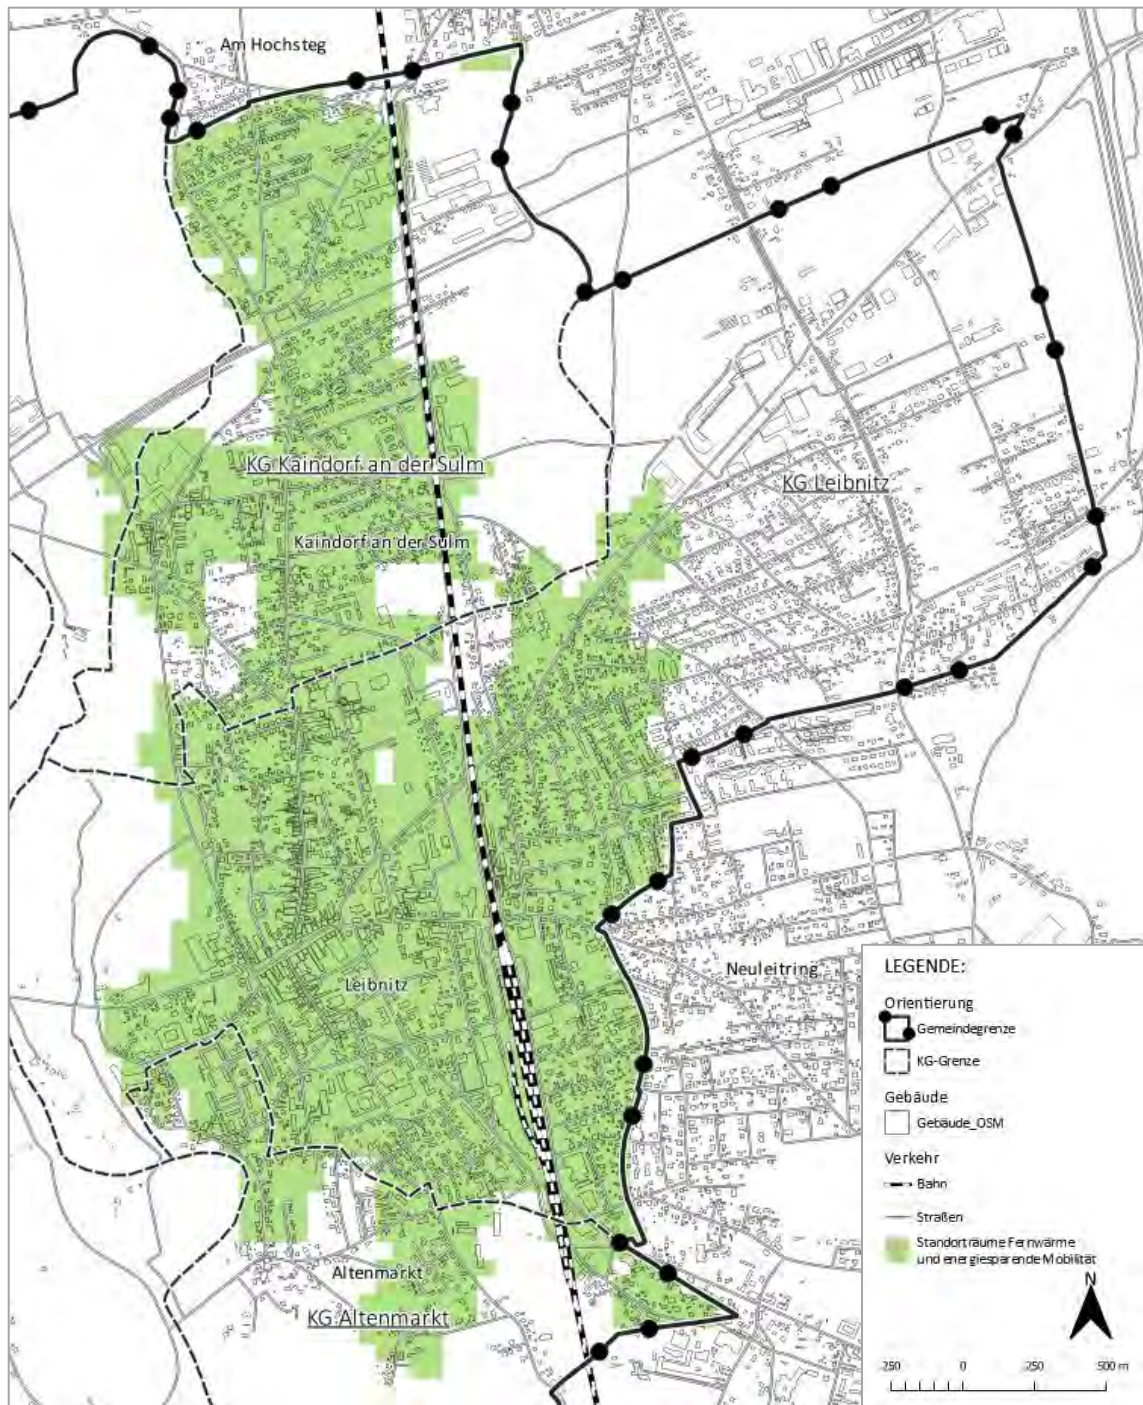 Am Hochsteg
KG Kaindorf an der Sulm
KG Leibnitz
Kaindorf an der Sulm
Neuleitring
Leibnitz
Altenmarkt
KG Altenmarkt
LEGENDE:
Orientierung
Gemeindegrenze
KG-Grenze
Gebäude
Gebäude_OSM
Verkehr
Bahn
Straßen
Standorträume Fernwärme
und energiesparende Mobilität
N
250 0 250 500 m